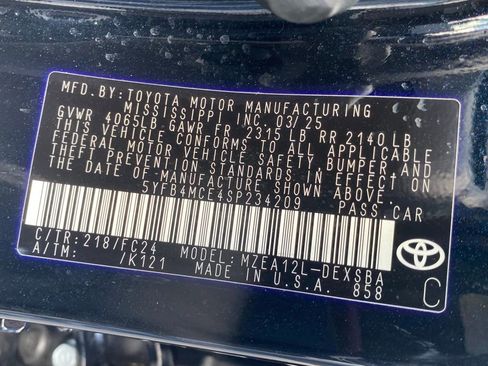 MFD.BY:TOYOTA MOTOR MANUFACTURING
MISSISSIPPI INC. 03/25
GVWR 4065LB GAWR FR 2315 LB RR 2140 LB
THIS VEHICLE CONFORMS TO ALL APPLICABLE
FEDERAL MOTOR VEHICLE SAFETY, BUMPER, AND
THEFT PREVENTION STANDARDS IN EFFECT ON
THE DATE OF MANUFACTURE SHOWN ABOVE.
5YFB4MCE4SP234209 PASS.CAR
C/TR: 218/FC24 MODEL: MZEA12L-DEXSBA
A/TM: /K121 MADE IN U.S.A. 858
TOYOTA
C